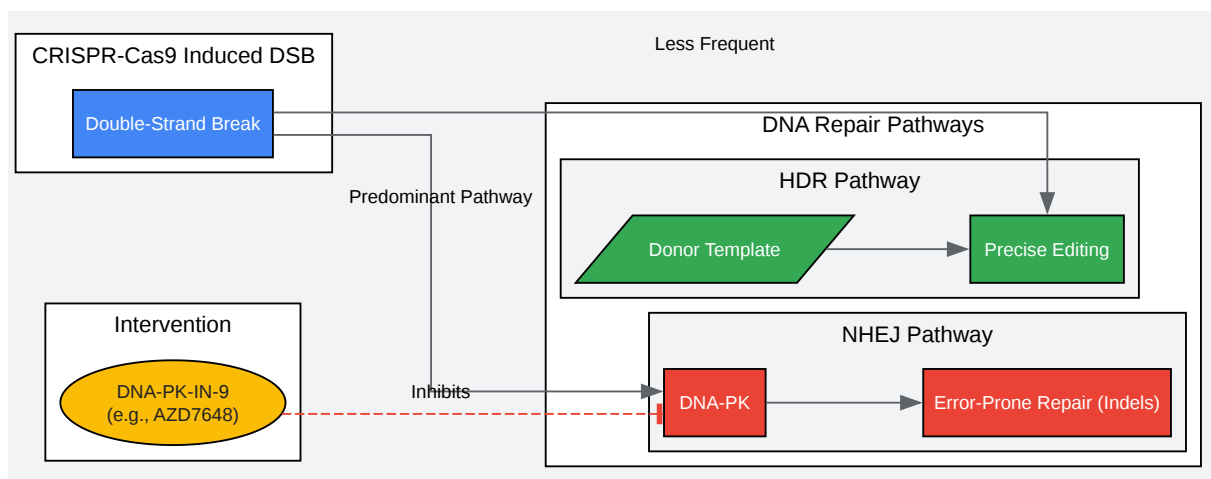 Less Frequent
CRISPR-Cas9 Induced DSB
Double-Strand Break
DNA Repair Pathways
HDR Pathway
Predominant Pathway
Donor Template
Precise Editing
Intervention
NHEJ Pathway
DNA-PK-IN-9
(e.g., AZD7648)
Inhibits
DNA-PK
Error-Prone Repair (Indels)